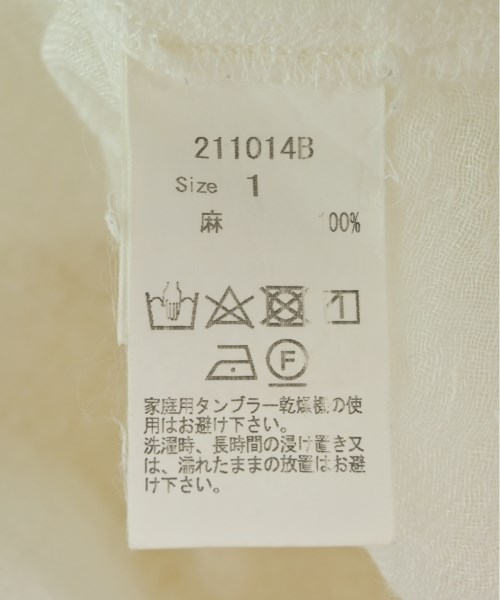 211014B
Size 1
麻 100%
F
家庭用タンブラー乾燥機の使
用はお避け下さい。
洗濯時、長時間の浸け置き又
は、濡れたままの放置はお避
け下さい。